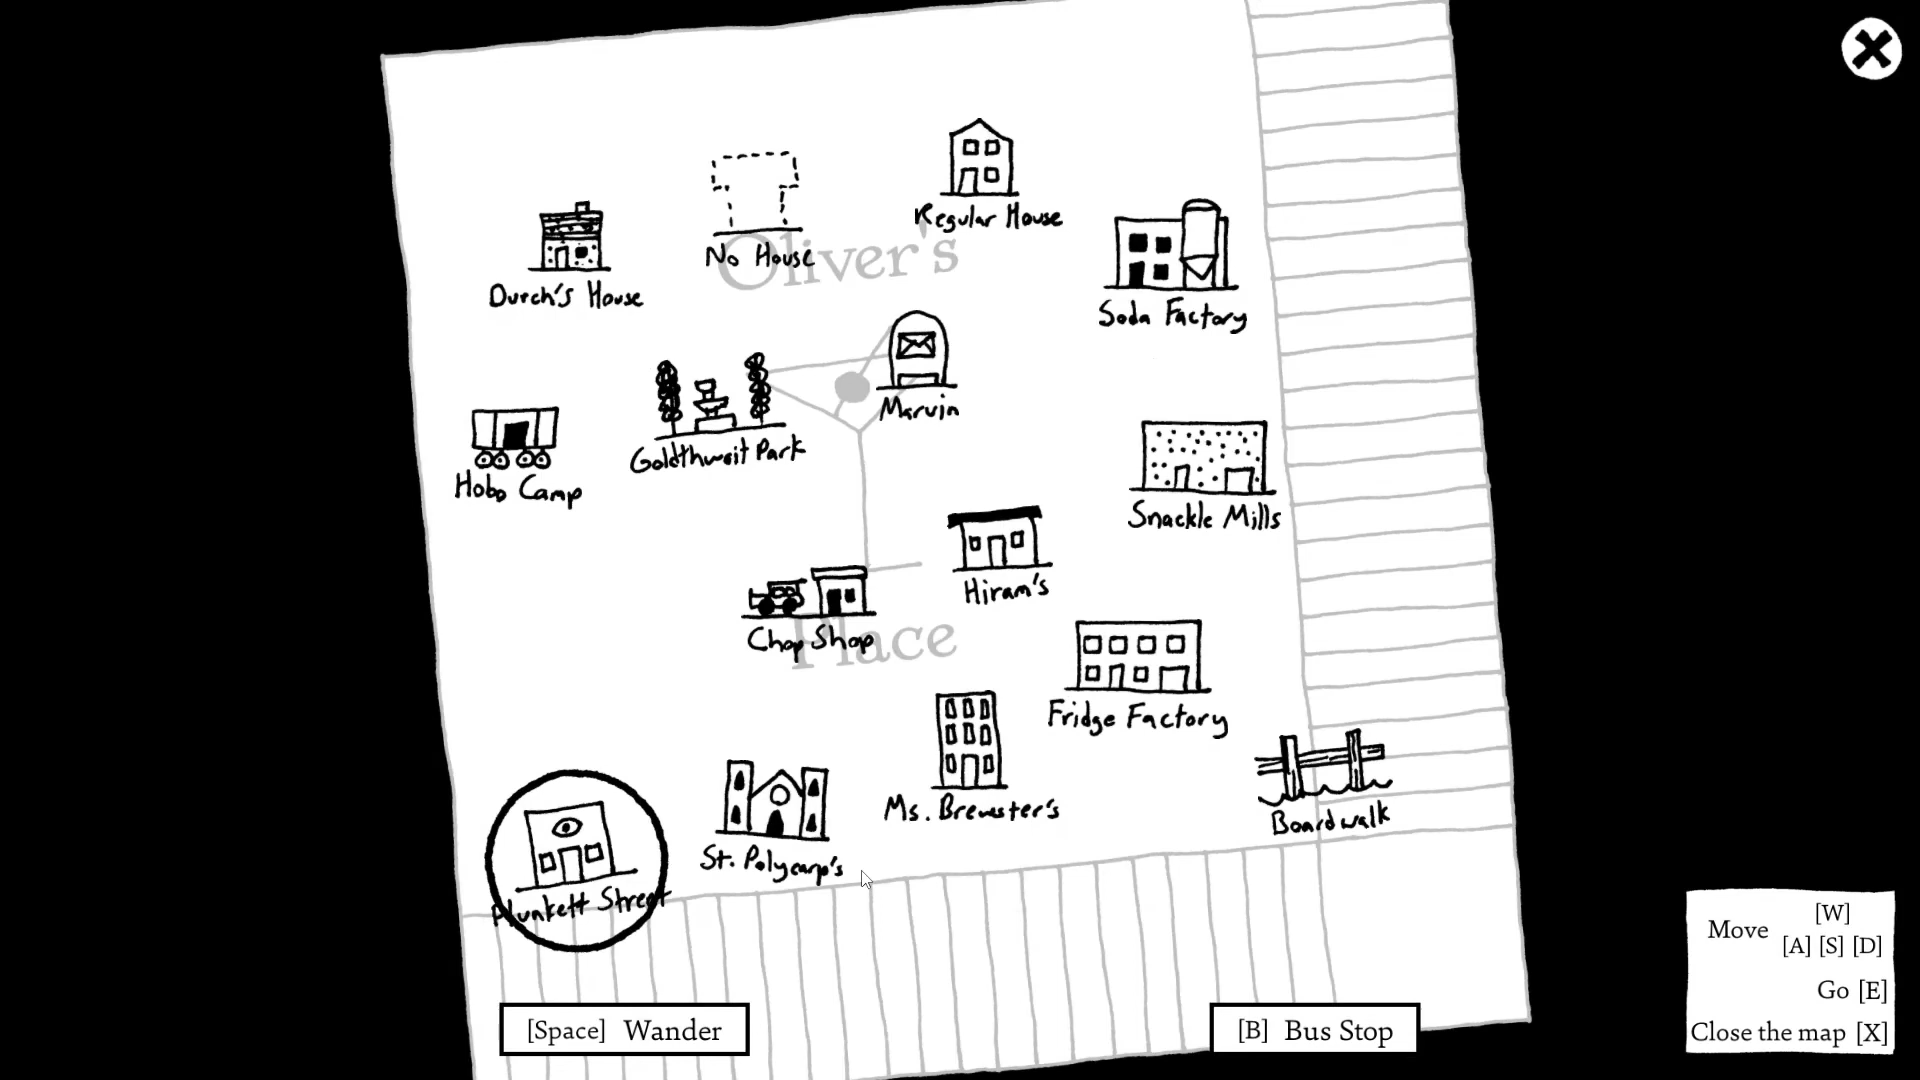 Regular House
No House
Oliver's
Durch's House
Soda Factory
Marvin
Goldthwait Park
Hobo Camp
Snackle Mills
Hiram's
Chop Shop
Place
Fridge Factory
Ms. Brewster's
Boardwalk
St. Polycarp's
Plunkett Street
[Space] Wander
[B] Bus Stop
Move [W]
[A] [S] [D]
Go [E]
Close the map [X]